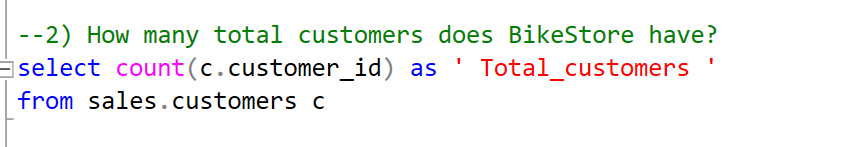 --2) How many total customers does BikeStore have?
select count(c.customer_id) as ' Total_customers '
from sales.customers c